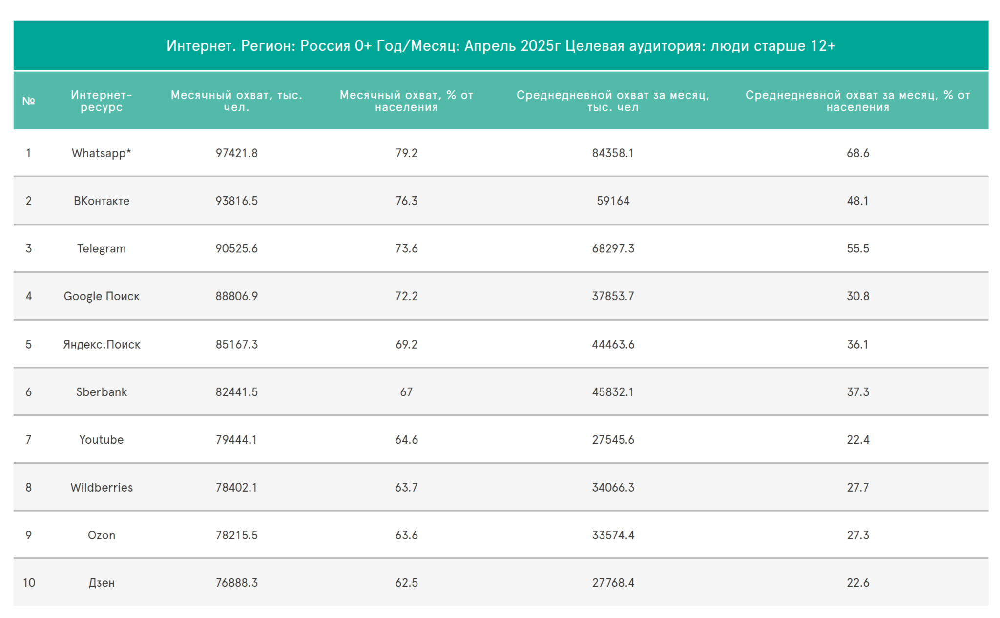 Интернет. Регион: Россия 0+ Год/Месяц: Апрель 2025г Целевая аудитория: люди старше 12+
№ Интернет- Месячный охват, тыс. Месячный охват, % от Среднедневной охват за месяц, Среднедневной охват за месяц, % от
ресурс чел. населения тыс. чел населения
1 Whatsapp* 97421.8 79.2 84358.1 68.6
2 ВКонтакте 93816.5 76.3 59164 48.1
3 Telegram 90525.6 73.6 68297.3 55.5
4 Google Поиск 88806.9 72.2 37853.7 30.8
5 Яндекс.Поиск 85167.3 69.2 44463.6 36.1
6 Sberbank 82441.5 67 45832.1 37.3
7 Youtube 79444.1 64.6 27545.6 22.4
8 Wildberries 78402.1 63.7 34066.3 27.7
9 Ozon 78215.5 63.6 33574.4 27.3
10 Дзен 76888.3 62.5 27768.4 22.6